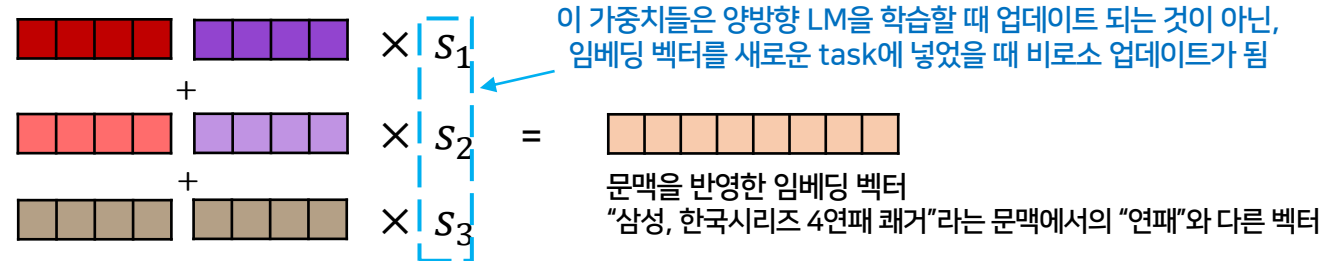 이 가중치들은 양방향 LM을 학습할 때 업데이트 되는 것이 아닌,
임베딩 벡터를 새로운 task에 넣었을 때 비로소 업데이트가 됨
× s₁
+
× s₂ =
+
× s₃
문맥을 반영한 임베딩 벡터
“삼성, 한국시리즈 4연패 쾌거”라는 문맥에서의 “연패”와 다른 벡터